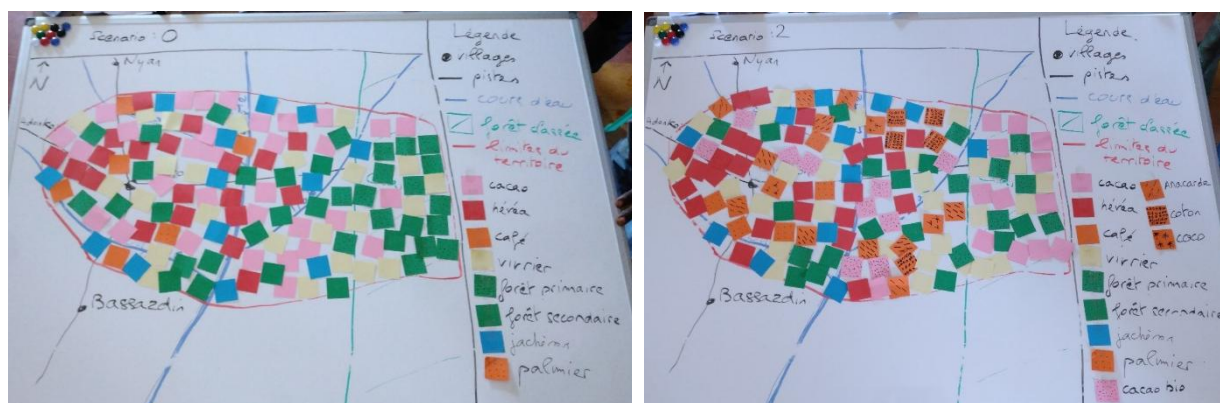 Scenario : 0
N
Nyan
Bassazdin
Légende
villages
pistes
cours d'eau
forêt classée
limites du
territoire
cacao
hévéa
café
vivrier
forêt primaire
forêt secondaire
jachères
palmier
Scenario : 2
N
Nyan
Bassazdin
Légende
villages
pistes
cours d'eau
forêt classée
limites du
territoire
cacao
anacarde
hévéa
coton
café
coco
vivrier
forêt primaire
forêt secondaire
jachères
palmier
cacao bio